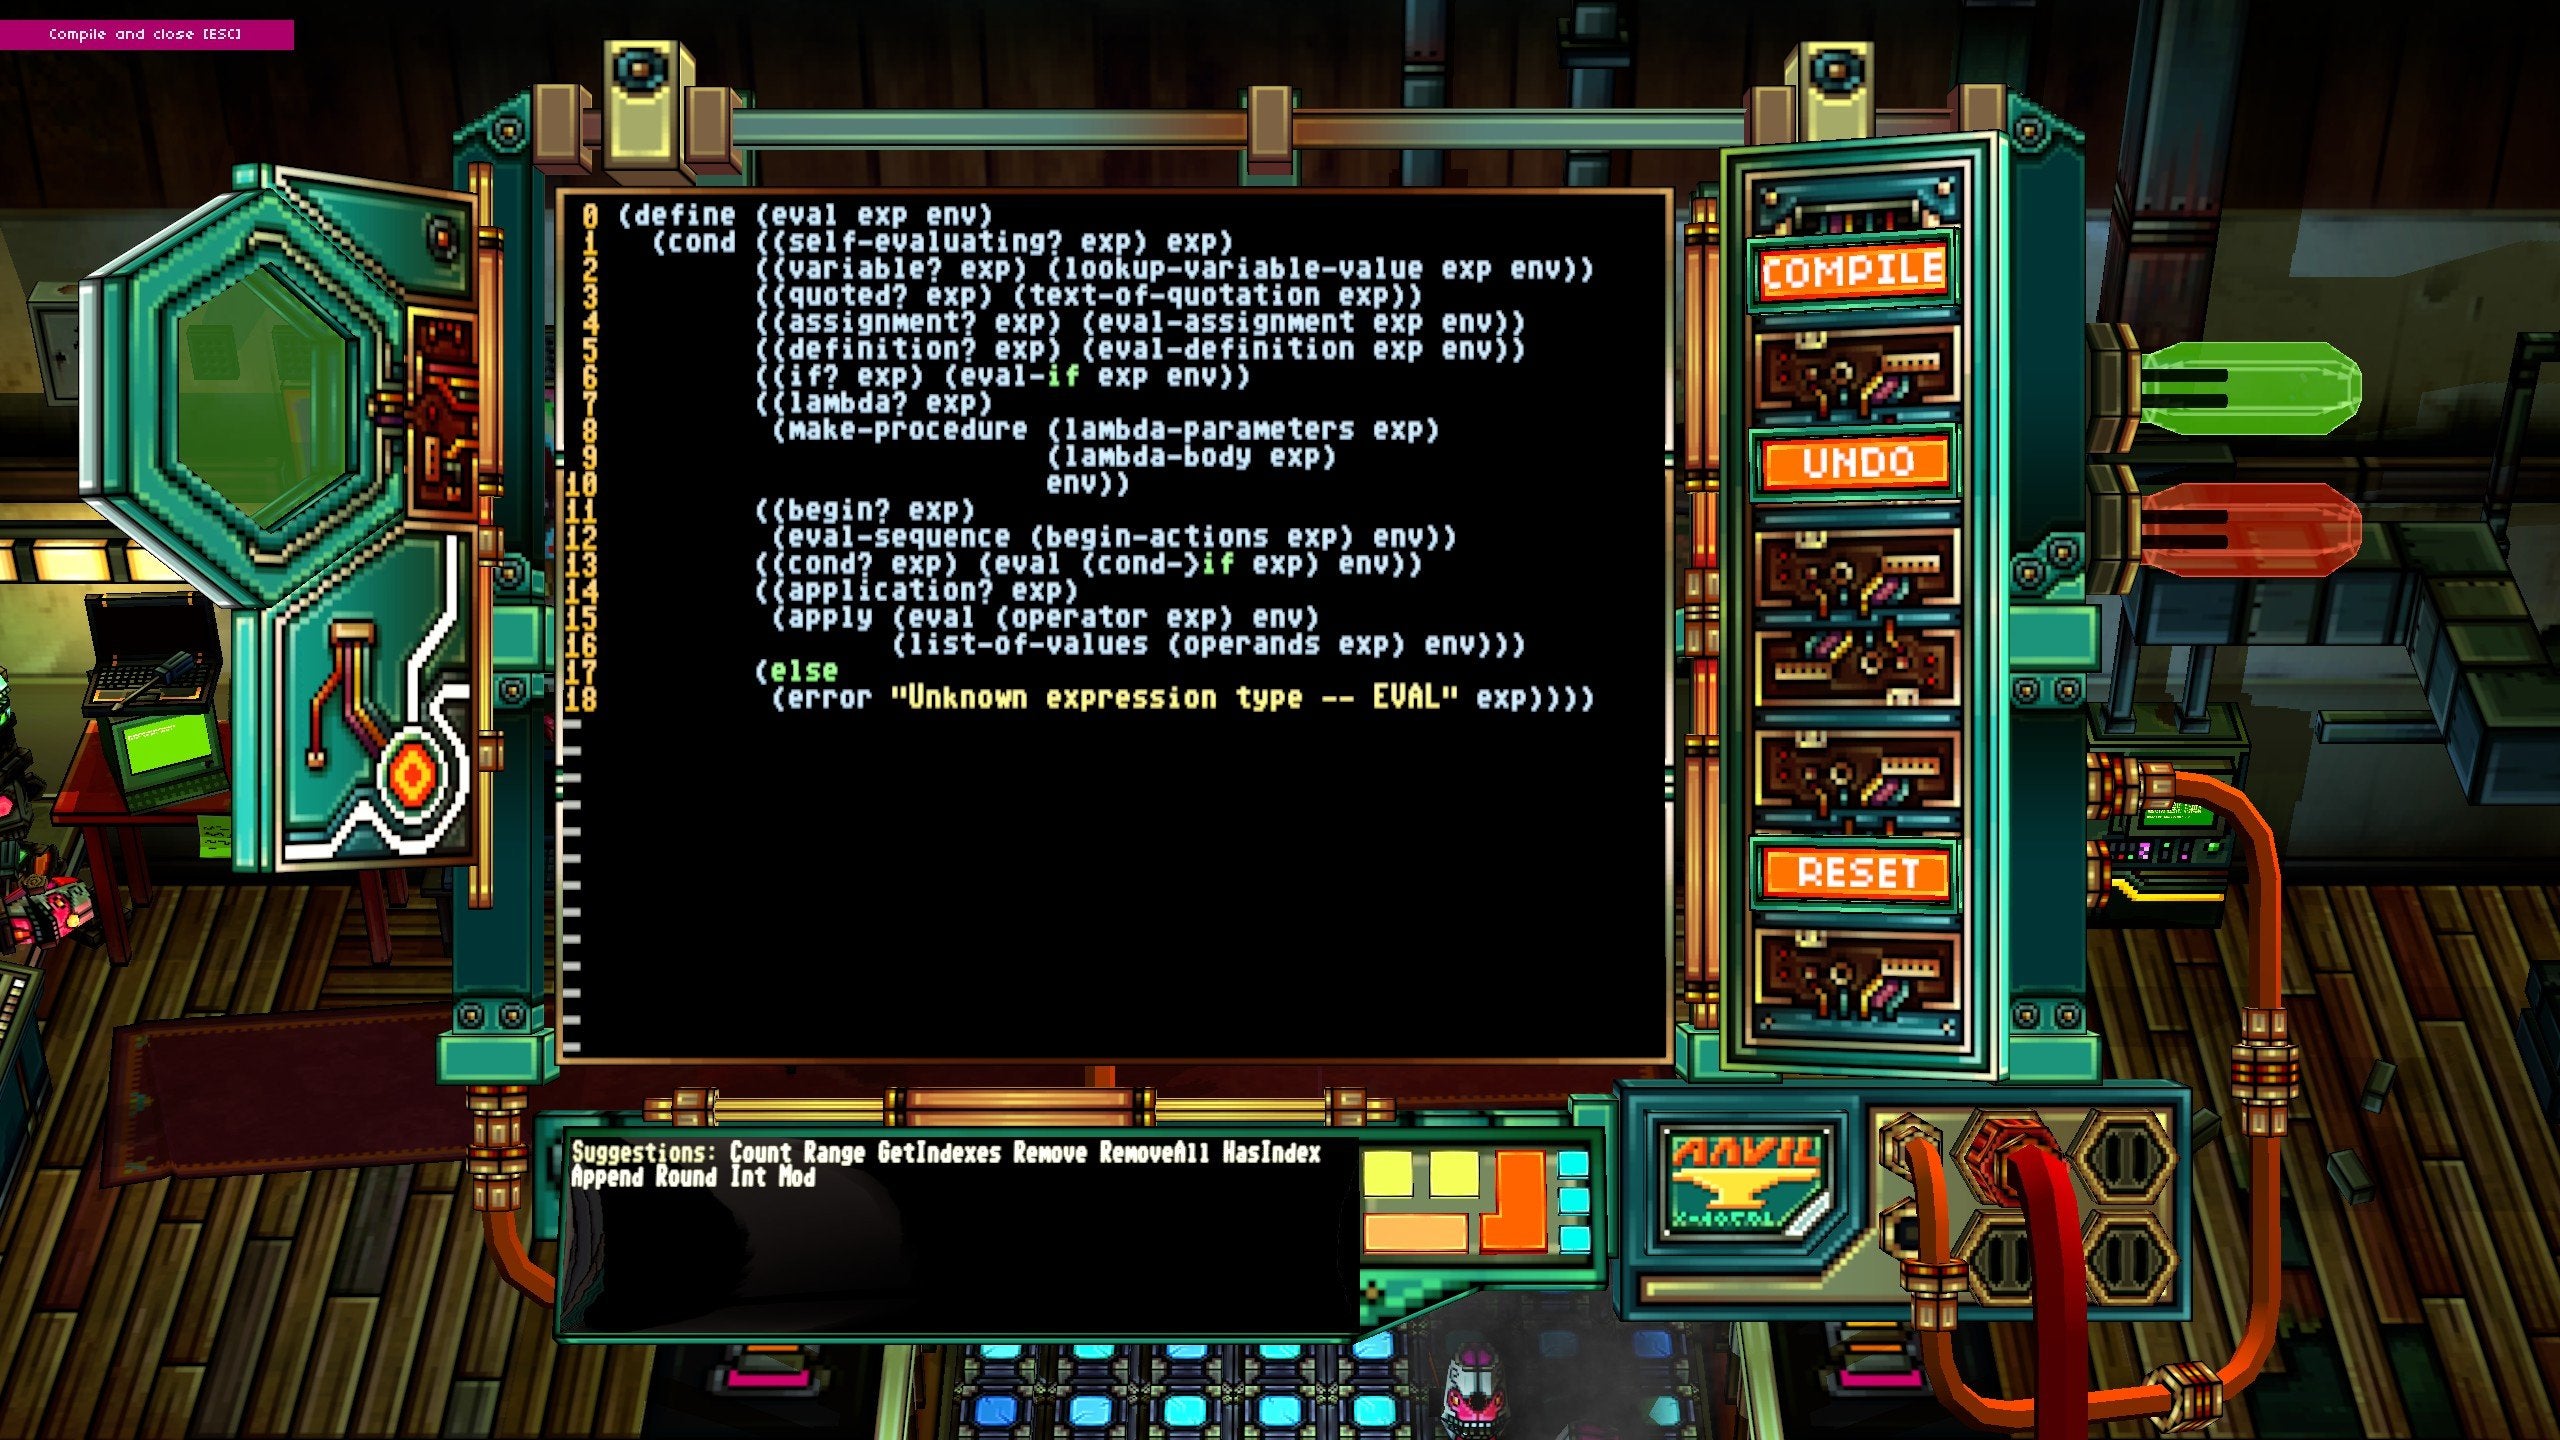 Compile and close [ESC]
0 (define (eval exp env)
1 (cond ((self-evaluating? exp) exp)
2 ((variable? exp) (lookup-variable-value exp env))
3 ((quoted? exp) (text-of-quotation exp))
4 ((assignment? exp) (eval-assignment exp env))
5 ((definition? exp) (eval-definition exp env))
6 ((if? exp) (eval-if exp env))
7 ((lambda? exp)
8 (make-procedure (lambda-parameters exp)
9 (lambda-body exp)
10 env))
11 ((begin? exp)
12 (eval-sequence (begin-actions exp) env))
13 ((cond? exp) (eval (cond->if exp) env))
14 ((application? exp)
15 (apply (eval (operator exp) env)
16 (list-of-values (operands exp) env)))
17 (else
18 (error "Unknown expression type -- EVAL" exp))))
COMPILE
UNDO
RESET
Suggestions: Count Range GetIndexes Remove RemoveAll HasIndex
Append Round Int Mod
ANVIL